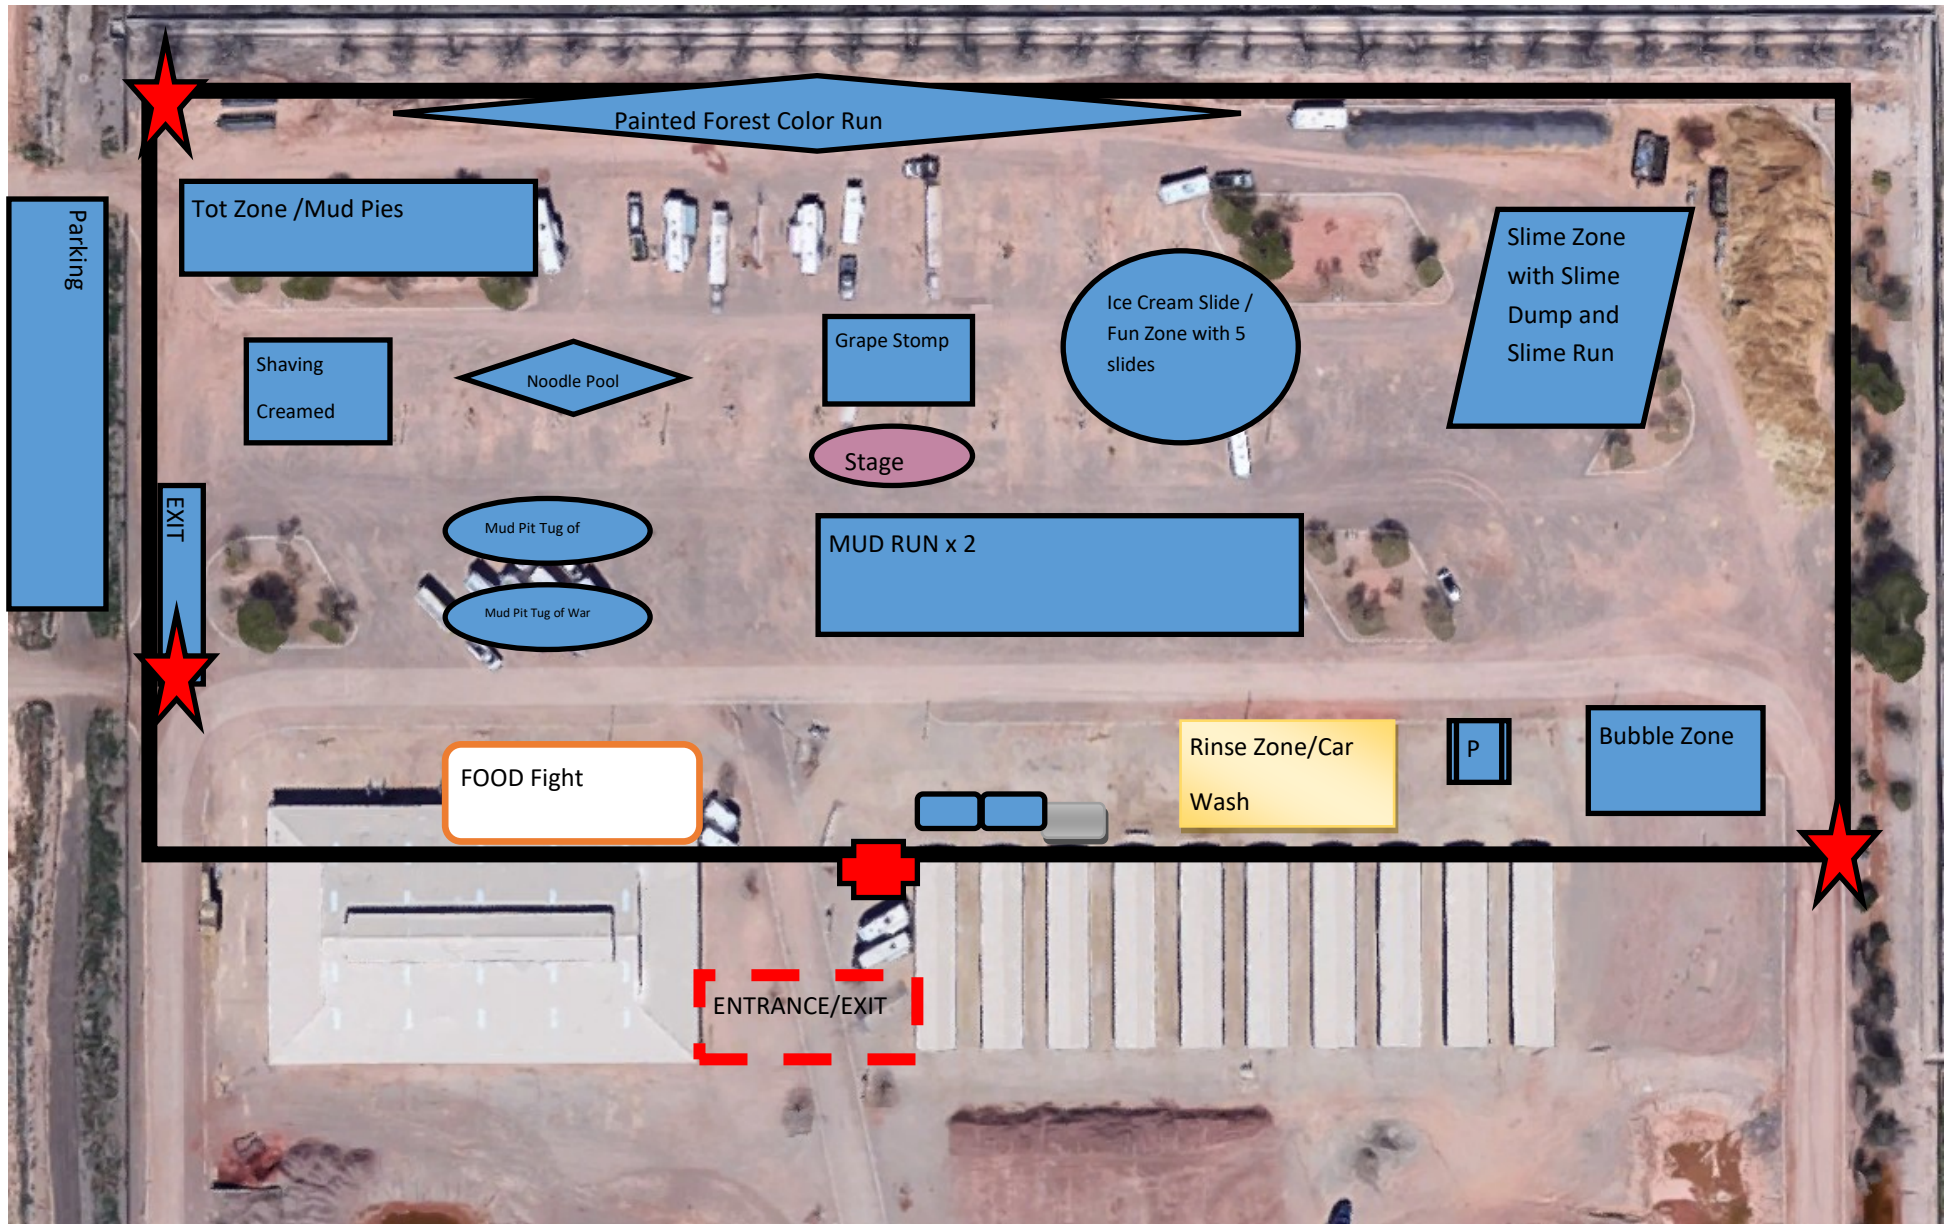 Painted Forest Color Run
Tot Zone /Mud Pies
Parking
Slime Zone
with Slime
Dump and
Slime Run
Ice Cream Slide /
Fun Zone with 5
slides
Grape Stomp
Shaving
Creamed
Noodle Pool
Stage
EXIT
Mud Pit Tug of
MUD RUN x 2
Mud Pit Tug of War
Rinse Zone/Car
Wash
P
Bubble Zone
FOOD Fight
ENTRANCE/EXIT